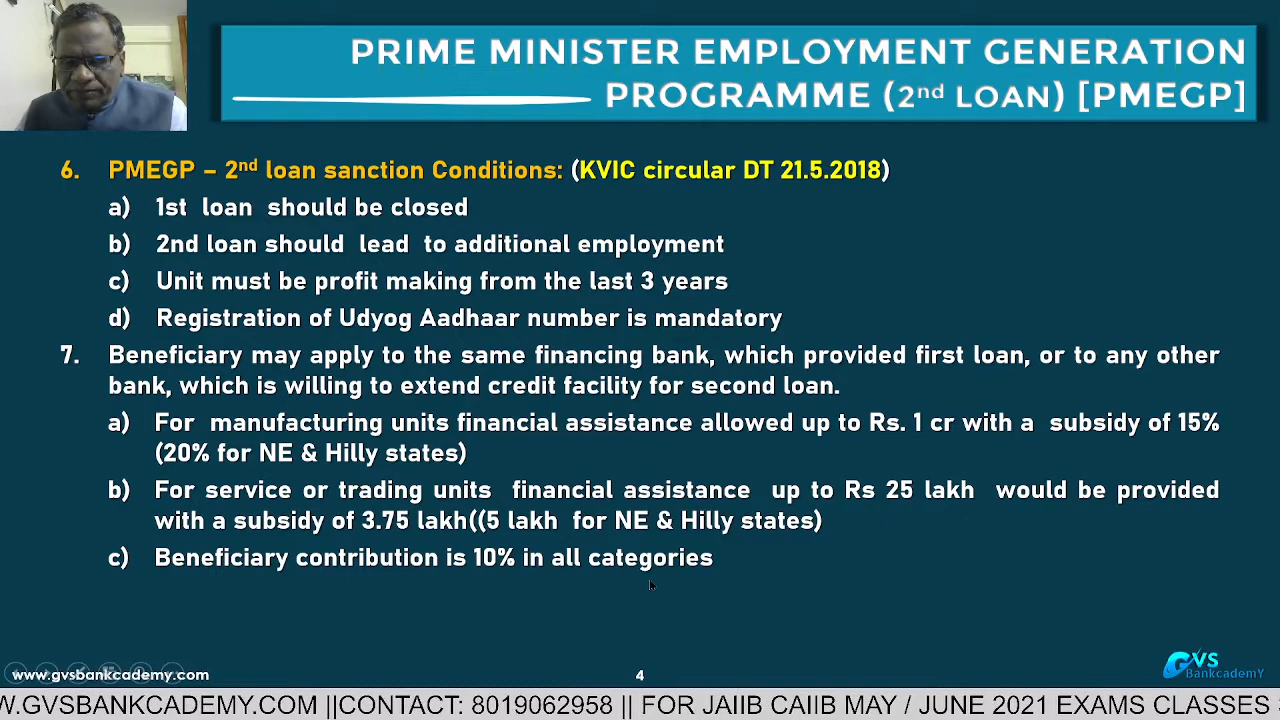 PRIME MINISTER EMPLOYMENT GENERATION
PROGRAMME (2nd LOAN) [PMEGP]
6. PMEGP – 2nd loan sanction Conditions: (KVIC circular DT 21.5.2018)
a) 1st loan should be closed
b) 2nd loan should lead to additional employment
c) Unit must be profit making from the last 3 years
d) Registration of Udyog Aadhaar number is mandatory
7. Beneficiary may apply to the same financing bank, which provided first loan, or to any other
bank, which is willing to extend credit facility for second loan.
a) For manufacturing units financial assistance allowed up to Rs. 1 cr with a subsidy of 15%
(20% for NE & Hilly states)
b) For service or trading units financial assistance up to Rs 25 lakh would be provided
with a subsidy of 3.75 lakh((5 lakh for NE & Hilly states)
c) Beneficiary contribution is 10% in all categories
www.gvsbankcademy.com
4
GVS
BankcademY
W.GVSBANKCADEMY.COM ||CONTACT: 8019062958 || FOR JAIIB CAIIB MAY / JUNE 2021 EXAMS CLASSES